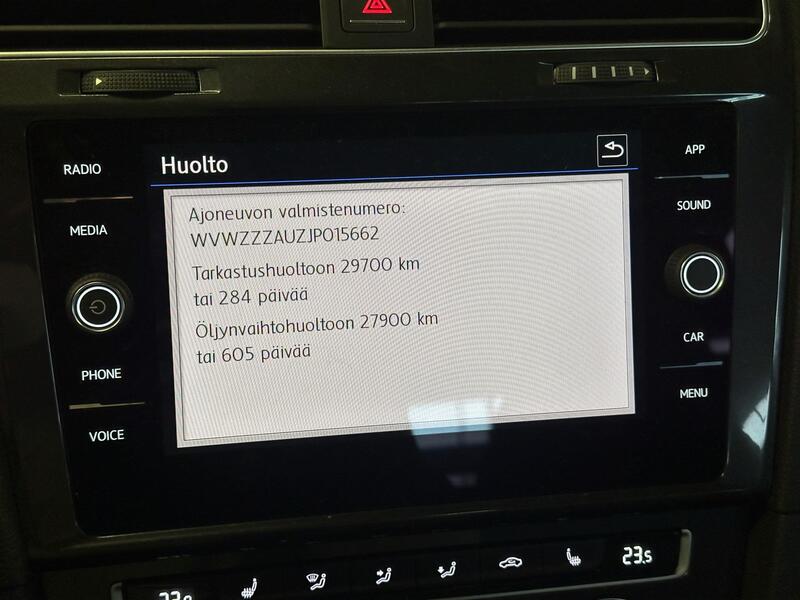 RADIO
MEDIA
PHONE
VOICE
Huolto
Ajoneuvon valmistenumero:
WVWZZZAUZJP015662
Tarkastushuoltoon 29700 km
tai 284 päivää
Öljynvaihtohuoltoon 27900 km
tai 605 päivää
APP
SOUND
CAR
MENU
23.5